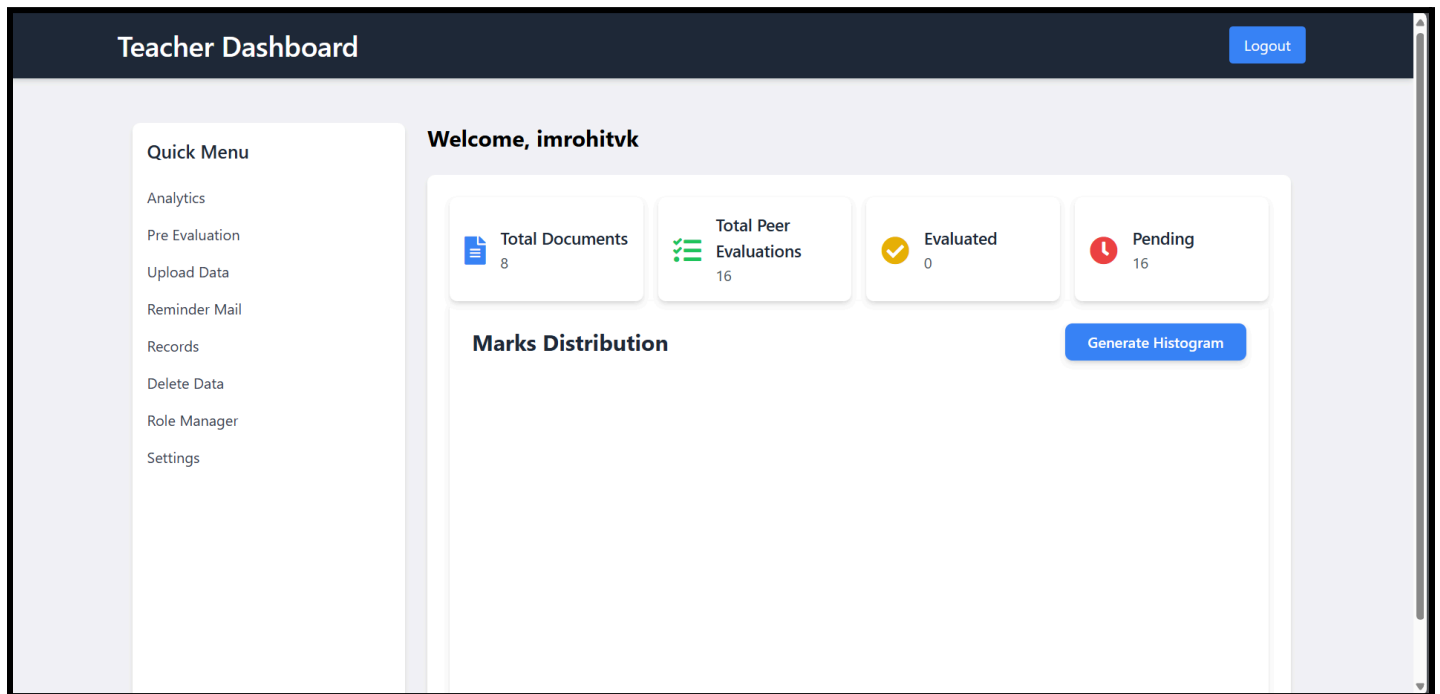 Teacher Dashboard
Logout
Quick Menu
Analytics
Pre Evaluation
Upload Data
Reminder Mail
Records
Delete Data
Role Manager
Settings
Welcome, imrohitvk
Total Documents
8
Total Peer
Evaluations
16
Evaluated
0
Pending
16
Marks Distribution
Generate Histogram